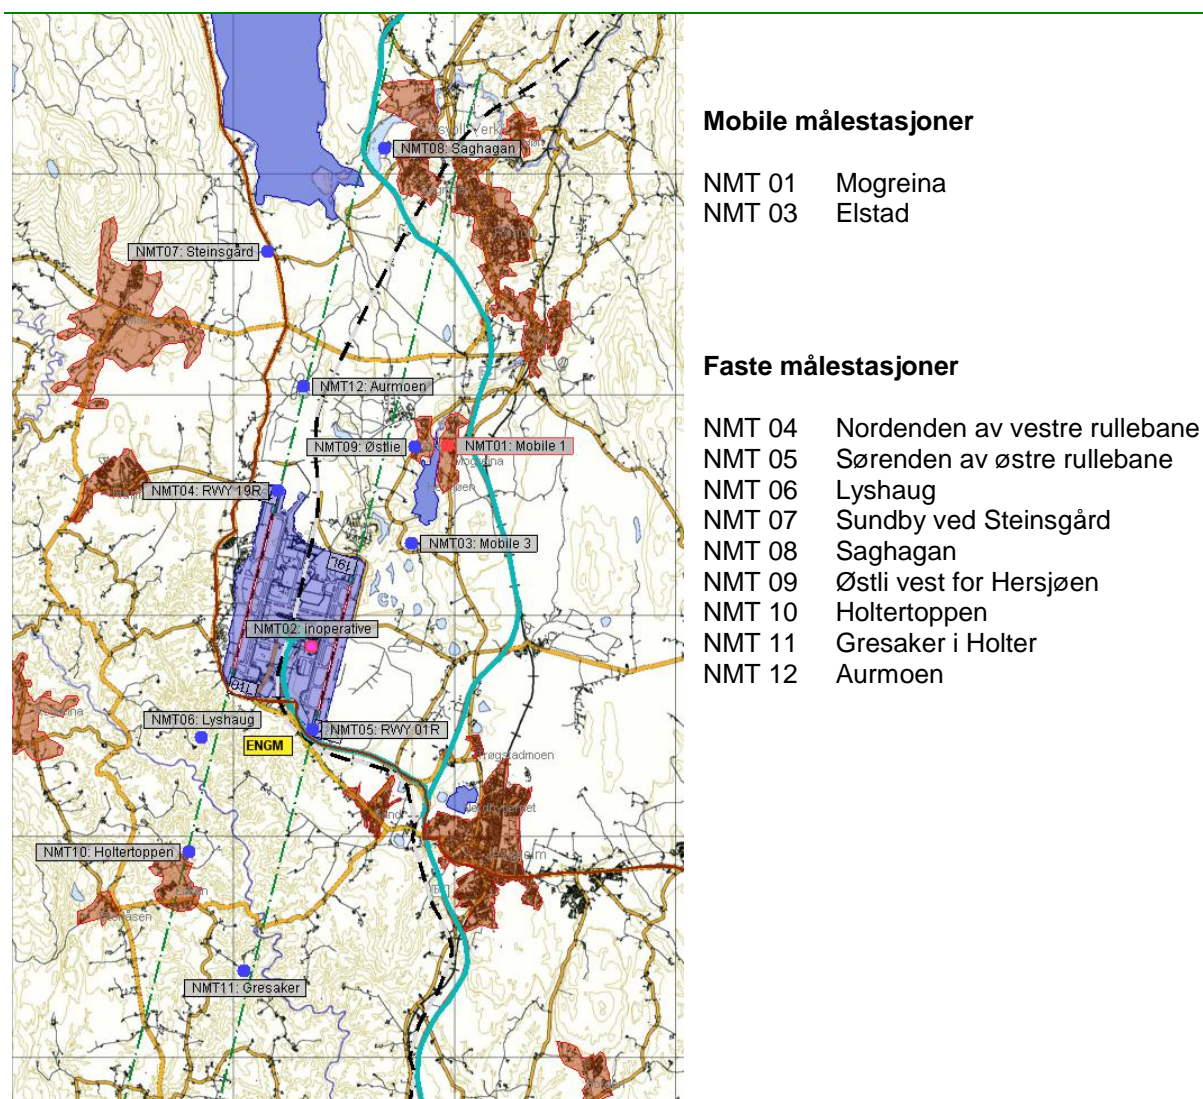 NMT08: Saghagan
NMT07: Steinsgård
NMT12: Aurmoen
NMT09: Østlie
NMT01: Mobile 1
Mogreina
NMT04: RWY 19R
NMT03: Mobile 3
19L
NMT02: inoperative
NMT06: Lyshaug
NMT05: RWY 01R
ENGM
NMT10: Holtertoppen
NMT11: Gresaker
Mobile målestasjoner
NMT 01 Mogreina
NMT 03 Elstad
Faste målestasjoner
NMT 04 Nordenden av vestre rullebane
NMT 05 Sørenden av østre rullebane
NMT 06 Lyshaug
NMT 07 Sundby ved Steinsgård
NMT 08 Saghagan
NMT 09 Østli vest for Hersjøen
NMT 10 Holtertoppen
NMT 11 Gresaker i Holter
NMT 12 Aurmoen